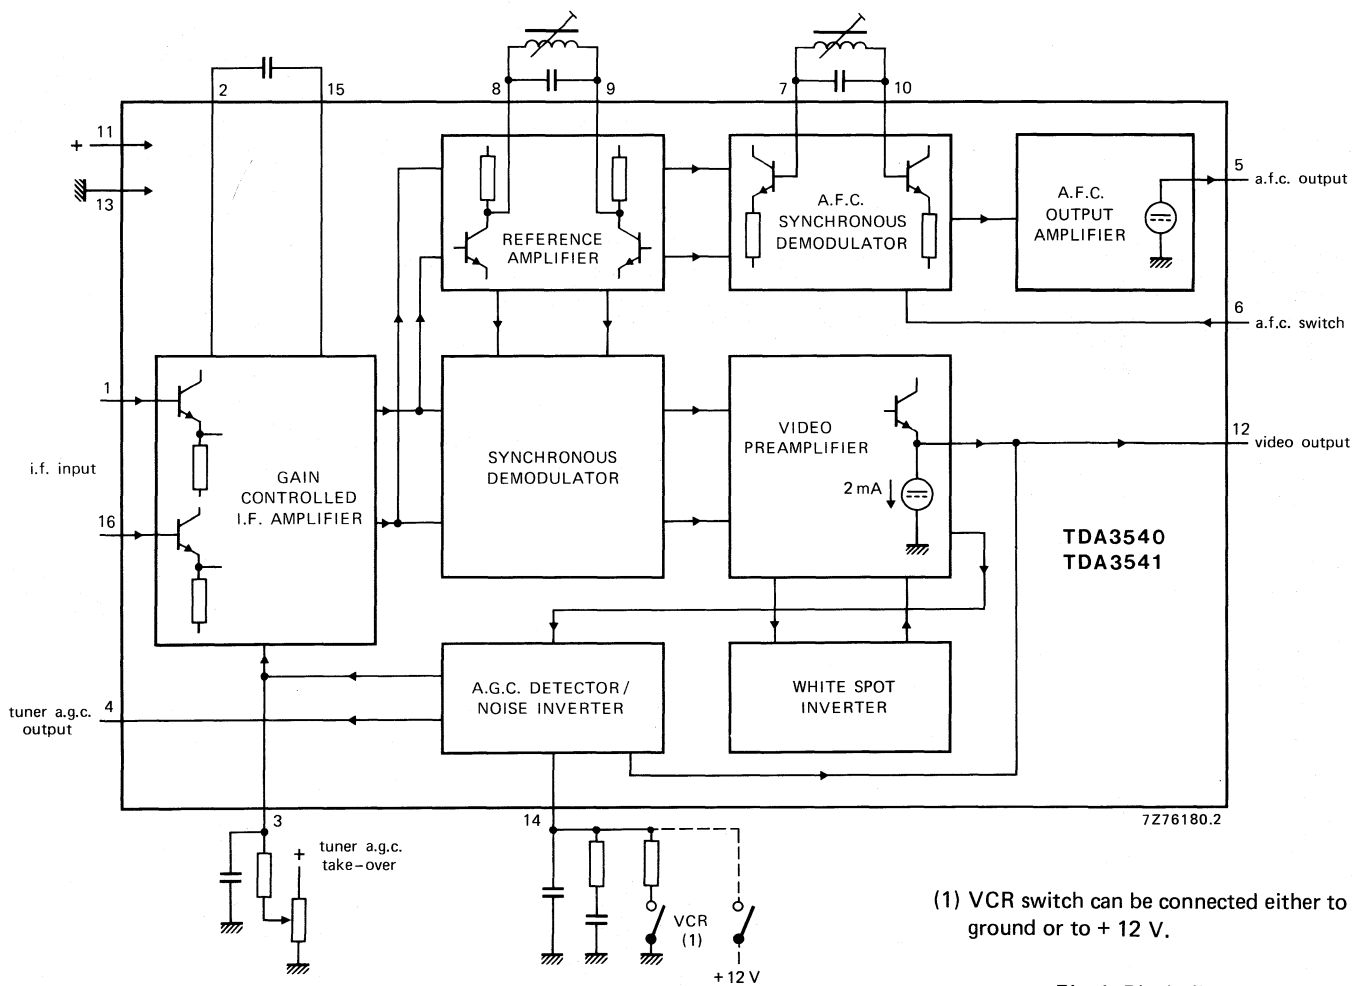 2
15
8
9
7
10
11
+
13
REFERENCE
AMPLIFIER
A.F.C.
SYNCHRONOUS
DEMODULATOR
A.F.C.
OUTPUT
AMPLIFIER
5
a.f.c. output
6
a.f.c. switch
1
i.f. input
16
GAIN
CONTROLLED
I.F. AMPLIFIER
SYNCHRONOUS
DEMODULATOR
VIDEO
PREAMPLIFIER
2 mA
12
video output
TDA3540
TDA3541
tuner a.g.c.
output
4
A.G.C. DETECTOR /
NOISE INVERTER
WHITE SPOT
INVERTER
7Z76180.2
3
+
tuner a.g.c.
take-over
14
VCR
(1)
+12 V
(1) VCR switch can be connected either to
ground or to + 12 V.